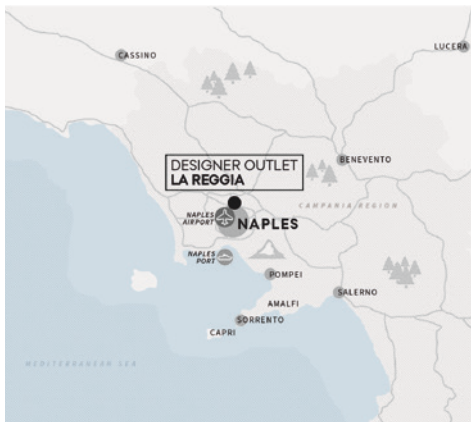 CASSINO
LUCERA
BENEVENTO
DESIGNER OUTLET
LA REGGIA
CAMPANIA REGION
NAPLES
AIRPORT
NAPLES
NAPLES
PORT
POMPEI
SALERNO
AMALFI
SORRENTO
CAPRI
MEDITERRANEAN SEA